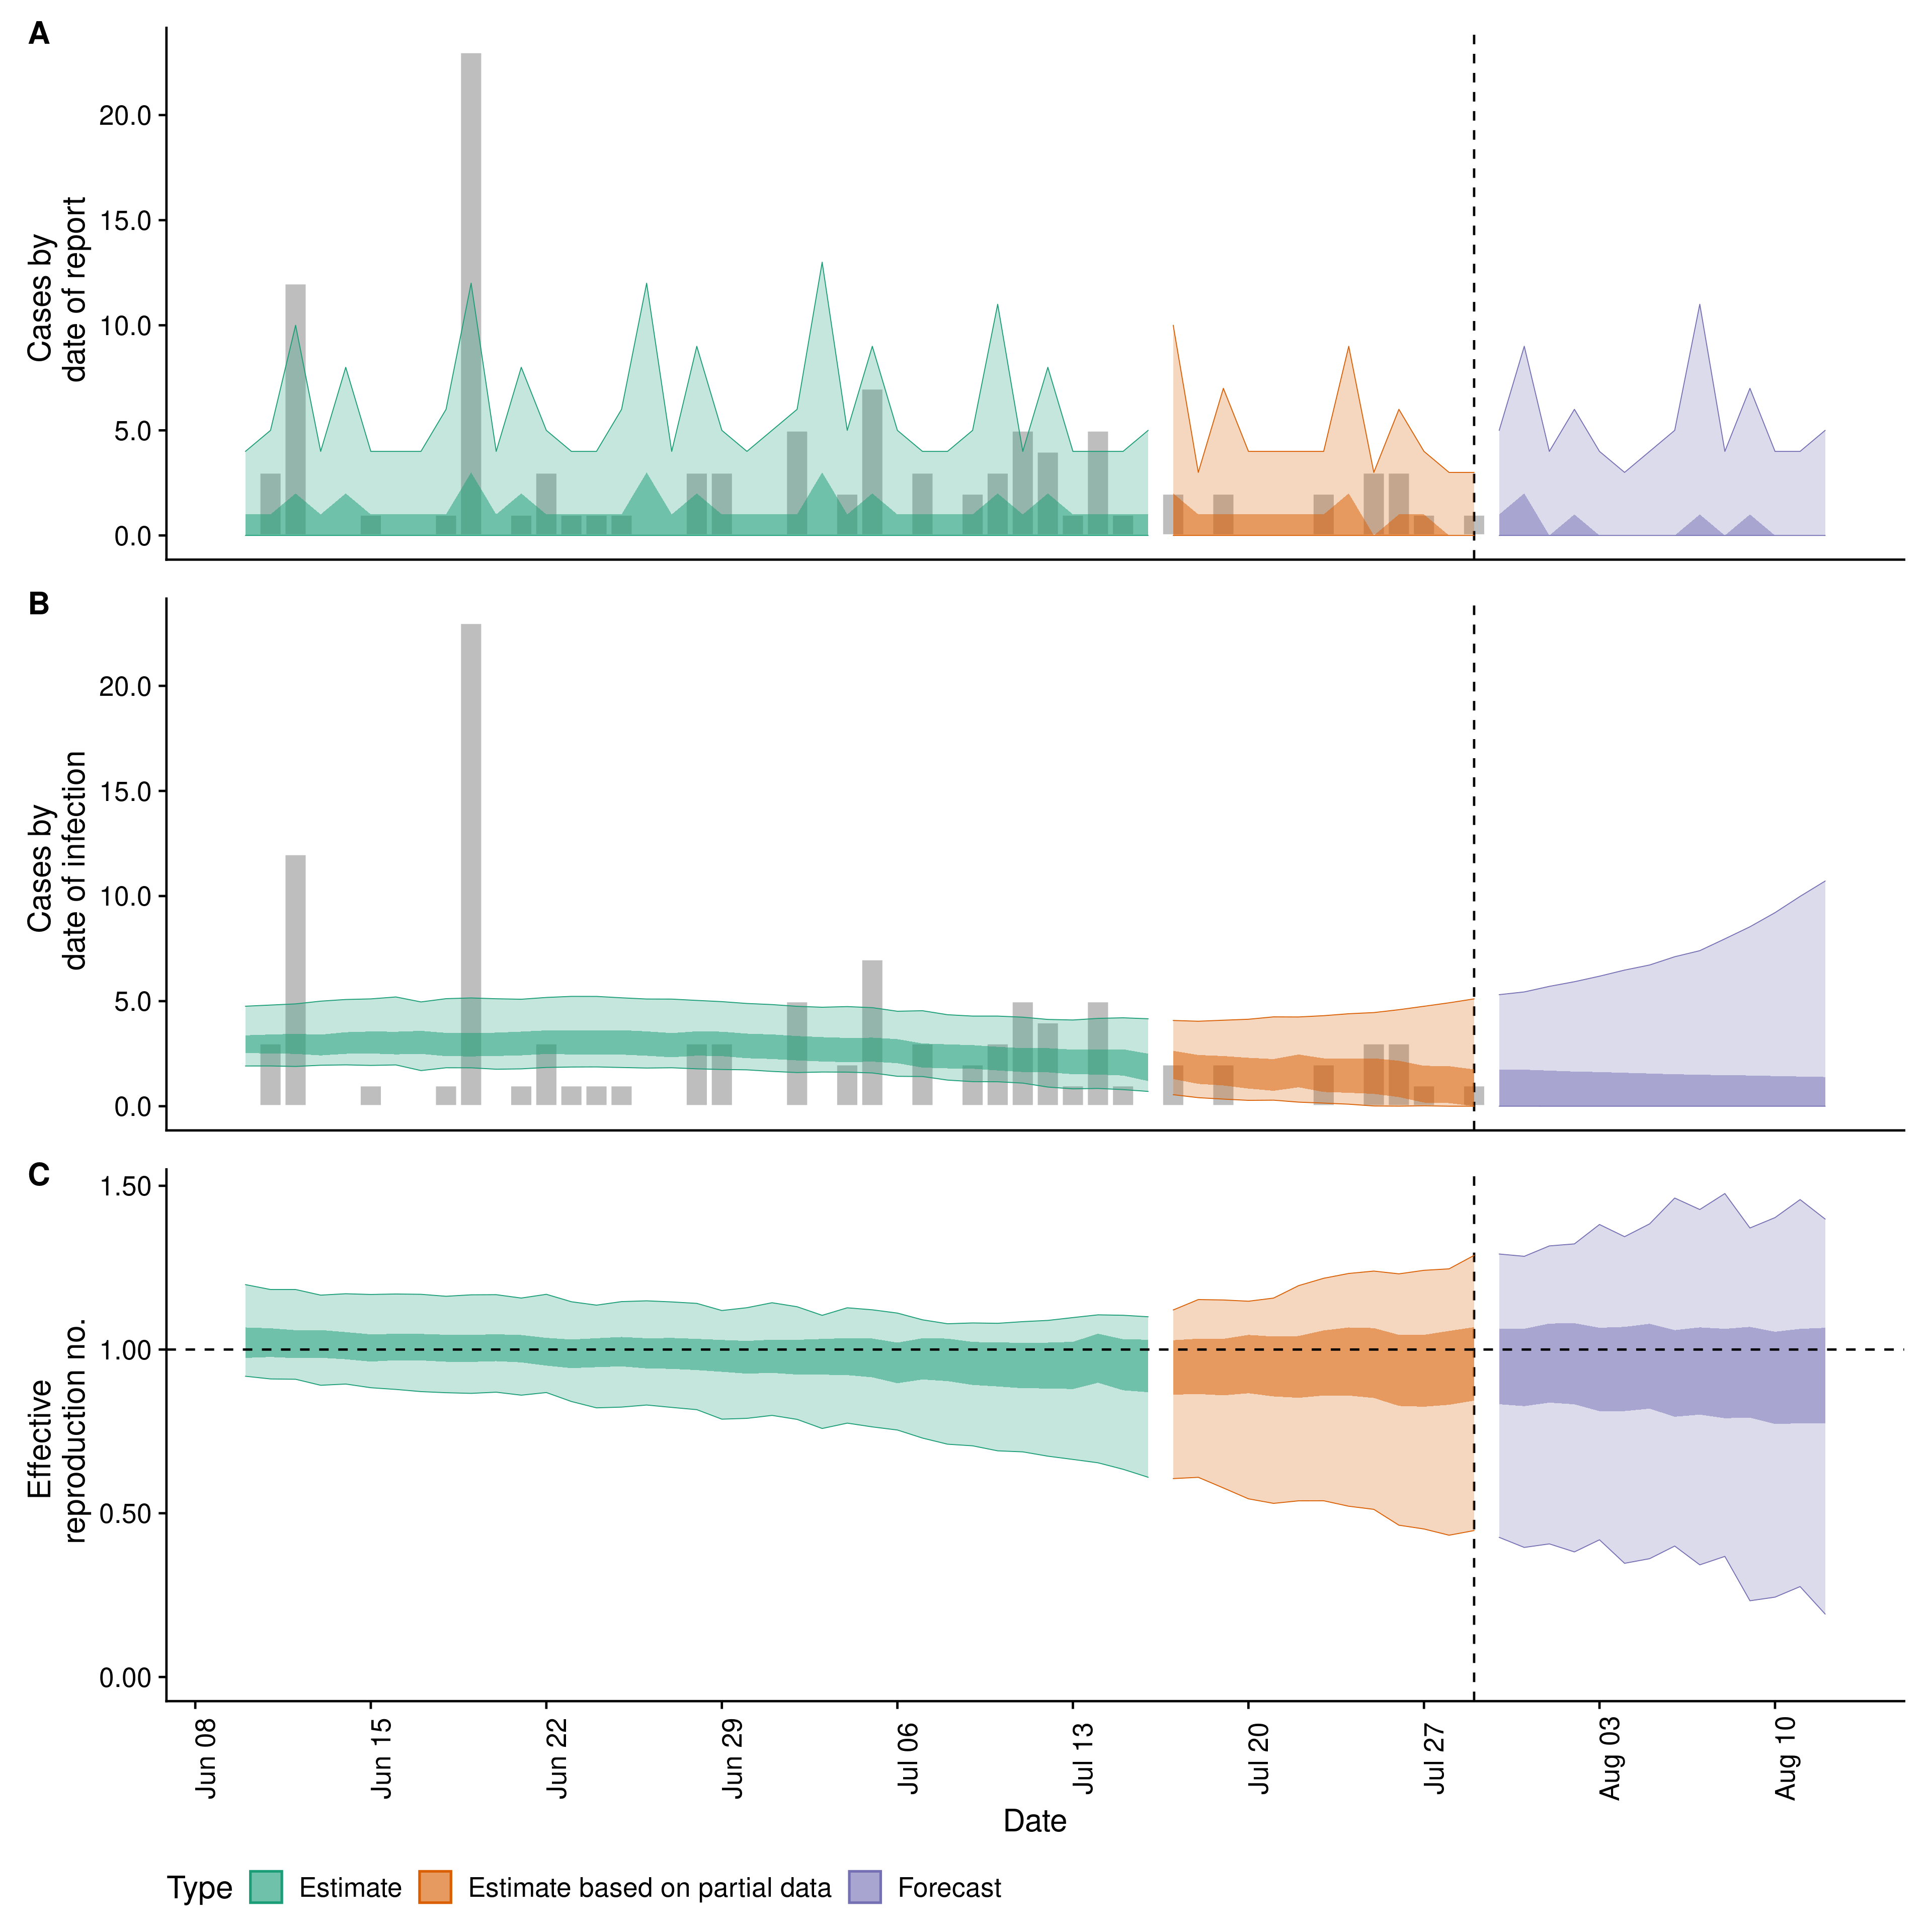 A
Cases by
date of report
20.0
15.0
10.0
5.0
0.0
B
Cases by
date of infection
20.0
15.0
10.0
5.0
0.0
C
Effective
reproduction no.
1.50
1.00
0.50
0.00
Jun 08
Jun 15
Jun 22
Jun 29
Jul 06
Jul 13
Jul 20
Jul 27
Aug 03
Aug 10
Date
Type Estimate Estimate based on partial data Forecast